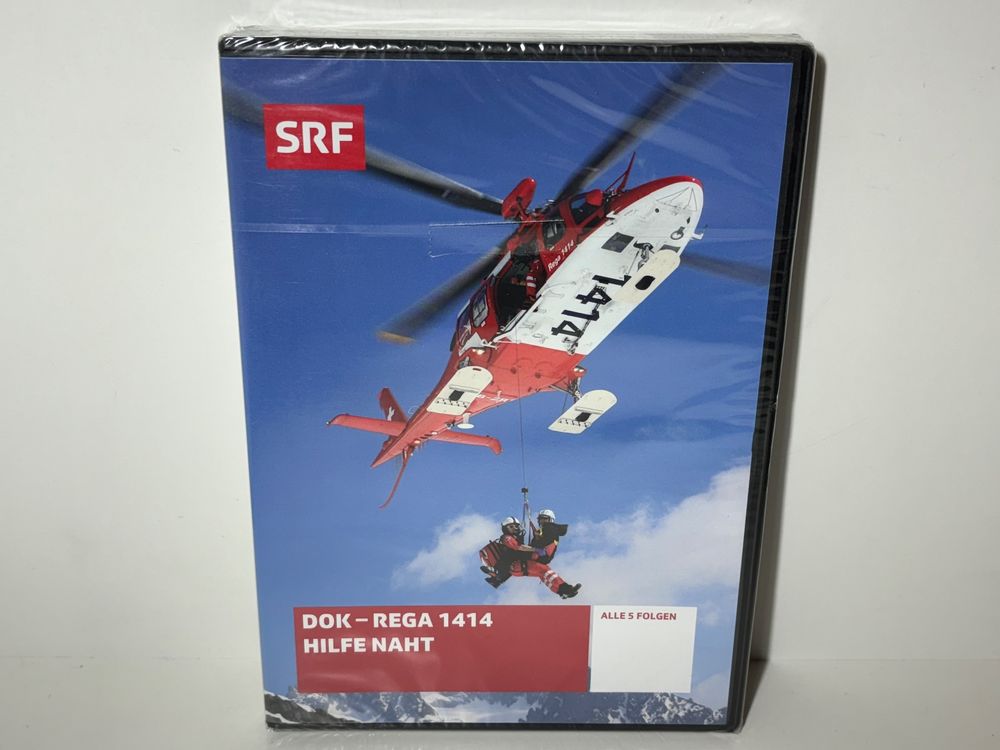 SRF
Rega 1414
1414
DOK – REGA 1414
HILFE NAHT
ALLE 5 FOLGEN